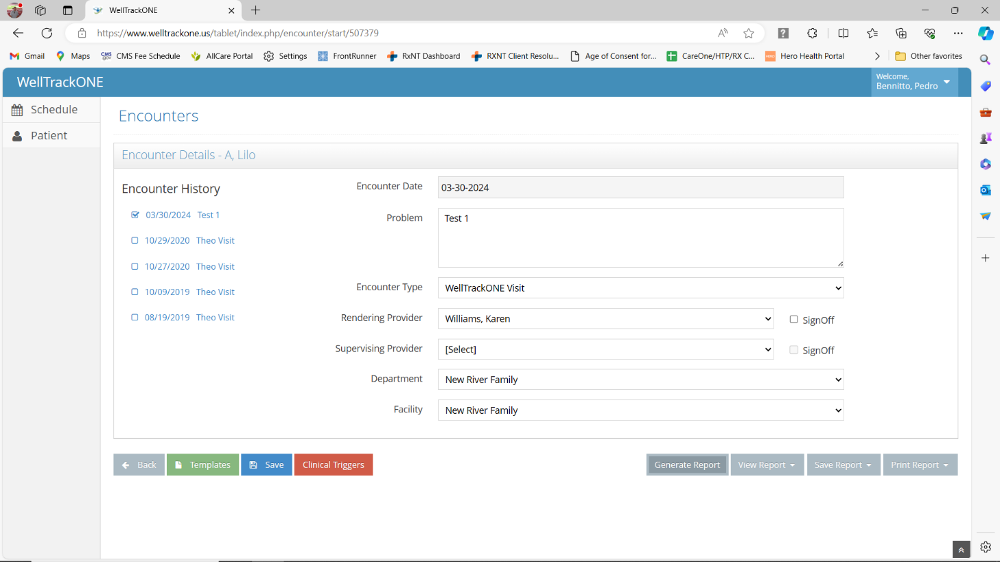 WellTrackONE
https://www.welltrackone.us/tablet/index.php/encounter/start/507379
Gmail Maps CMS Fee Schedule AllCare Portal Settings FrontRunner RxNT Dashboard RXNT Client Resolu... Age of Consent for... CareOne/HTP/RX C... Hero Health Portal Other favorites
WellTrackONE
Welcome,
Bennitto, Pedro
Schedule
Patient
Encounters
Encounter Details - A, Lilo
Encounter History
03/30/2024 Test 1
10/29/2020 Theo Visit
10/27/2020 Theo Visit
10/09/2019 Theo Visit
08/19/2019 Theo Visit
Encounter Date 03-30-2024
Problem Test 1
Encounter Type WellTrackONE Visit
Rendering Provider Williams, Karen SignOff
Supervising Provider [Select] SignOff
Department New River Family
Facility New River Family
Back Templates Save Clinical Triggers Generate Report View Report Save Report Print Report